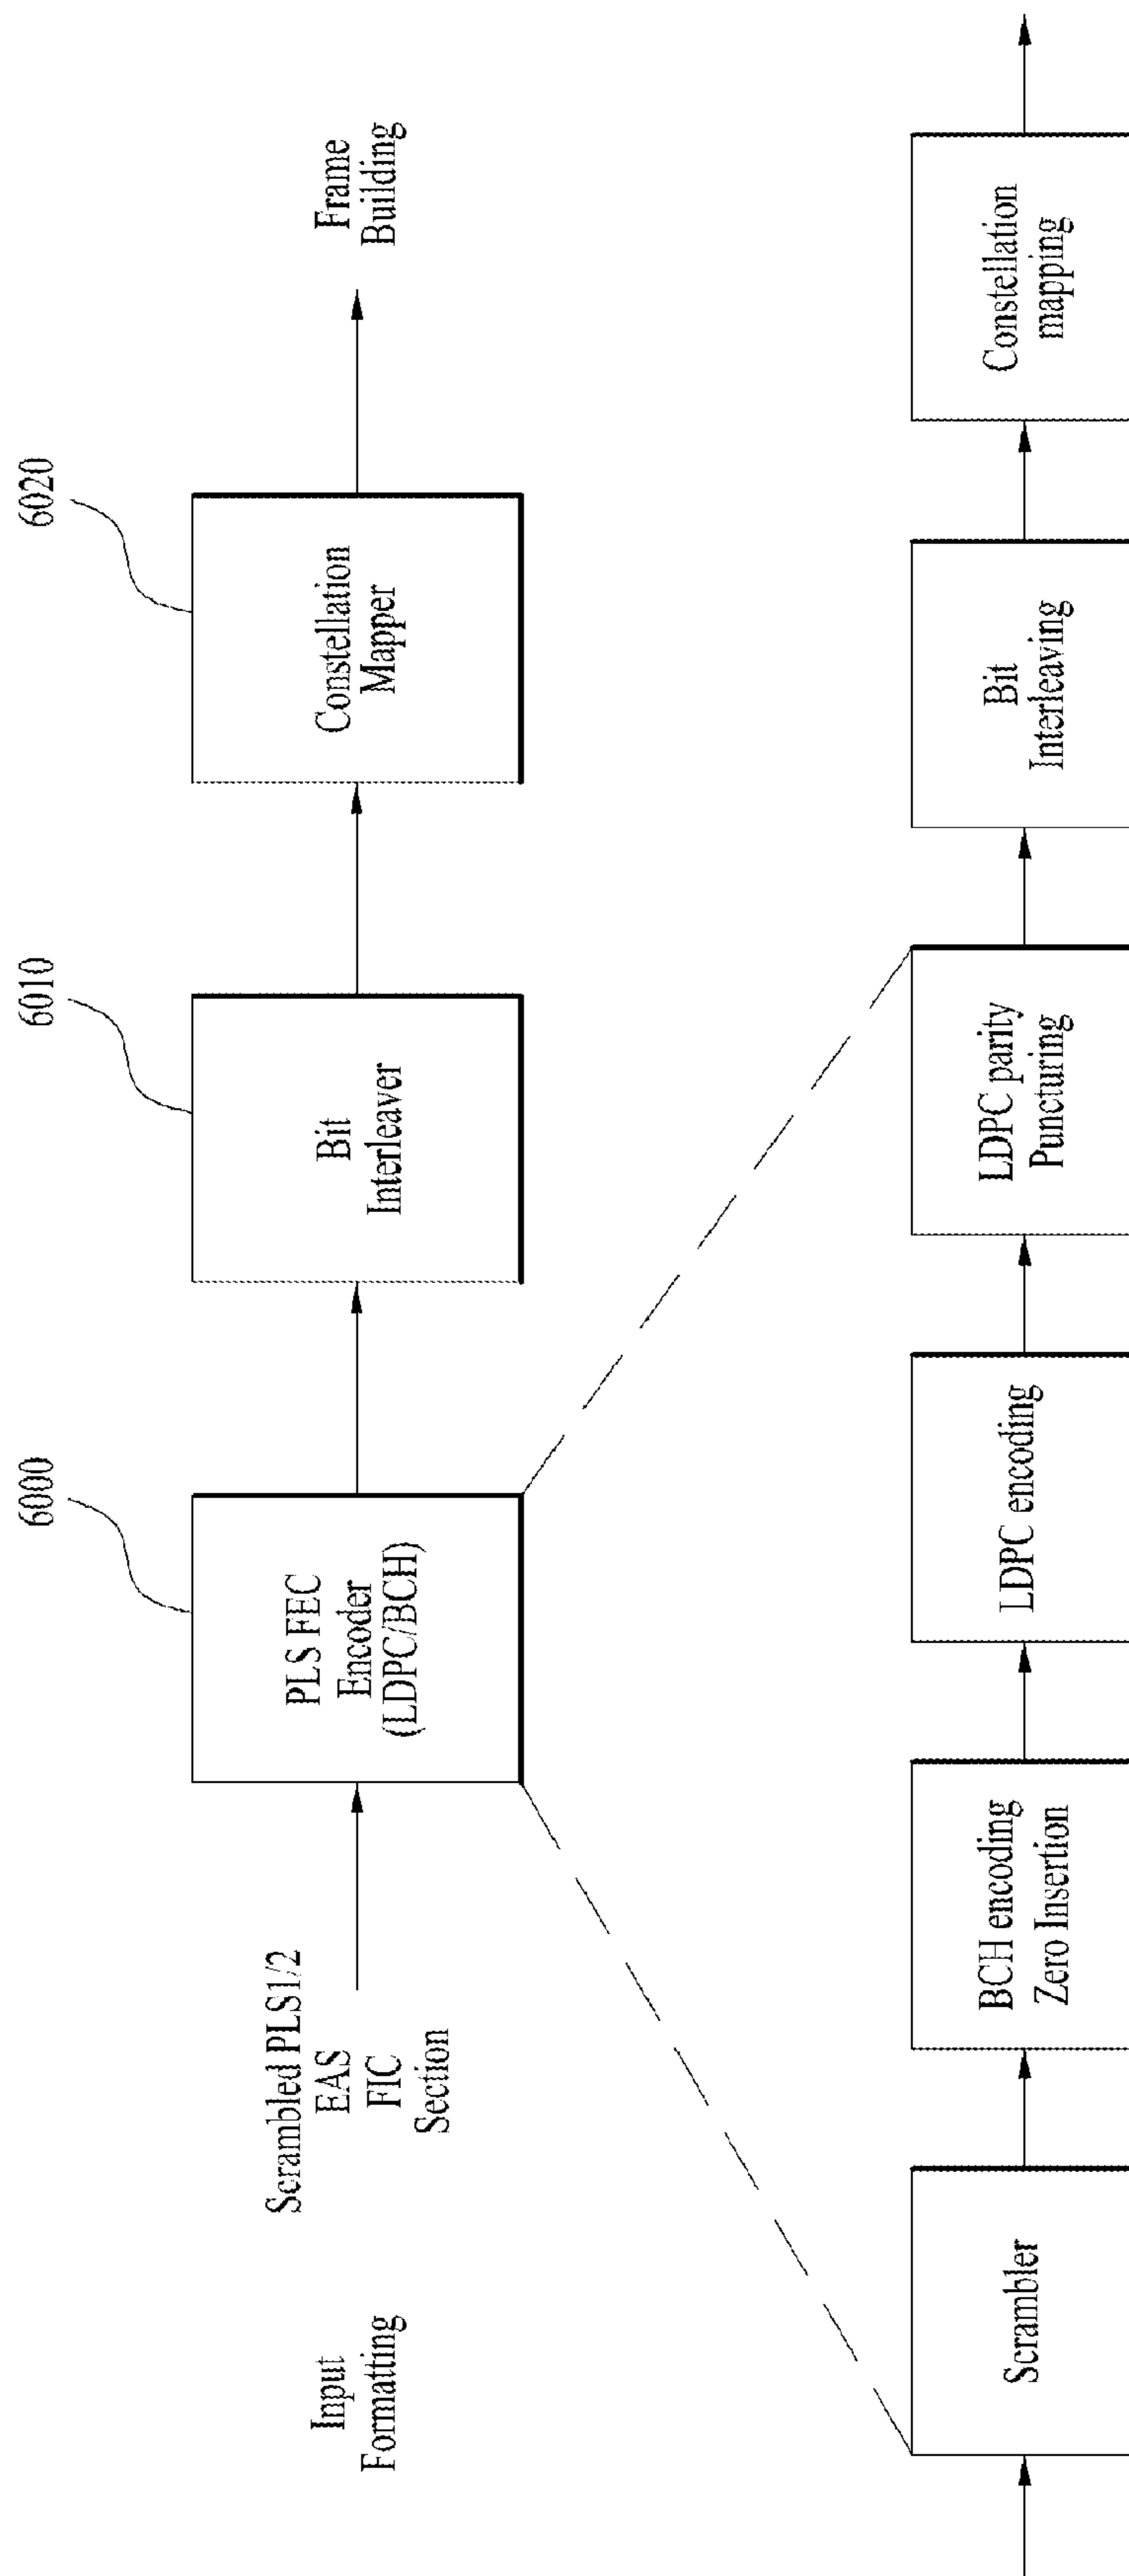 Input
Formatting
Scrambled PLS1/2
EAS
FIC
Section
6000
PLS FEC
Encoder
(LDPC/BCH)
6010
Bit
Interleaver
6020
Constellation
Mapper
Frame
Building
Scrambler
BCH encoding
Zero Insertion
LDPC encoding
LDPC parity
Puncturing
Bit
Interleaving
Constellation
mapping